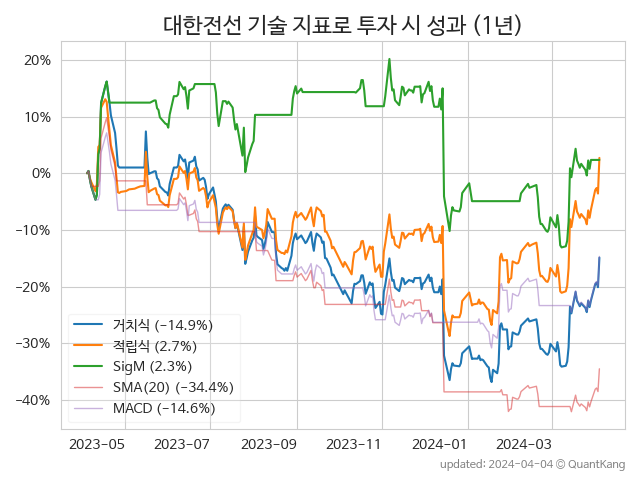 대한전선 기술 지표로 투자 시 성과 (1년)
20%
10%
0%
−10%
−20%
−30%
−40%
거치식 (−14.9%)
적립식 (2.7%)
SigM (2.3%)
SMA(20) (−34.4%)
MACD (−14.6%)
2023−05
2023−07
2023−09
2023−11
2024−01
2024−03
updated: 2024-04-04 © QuantKang